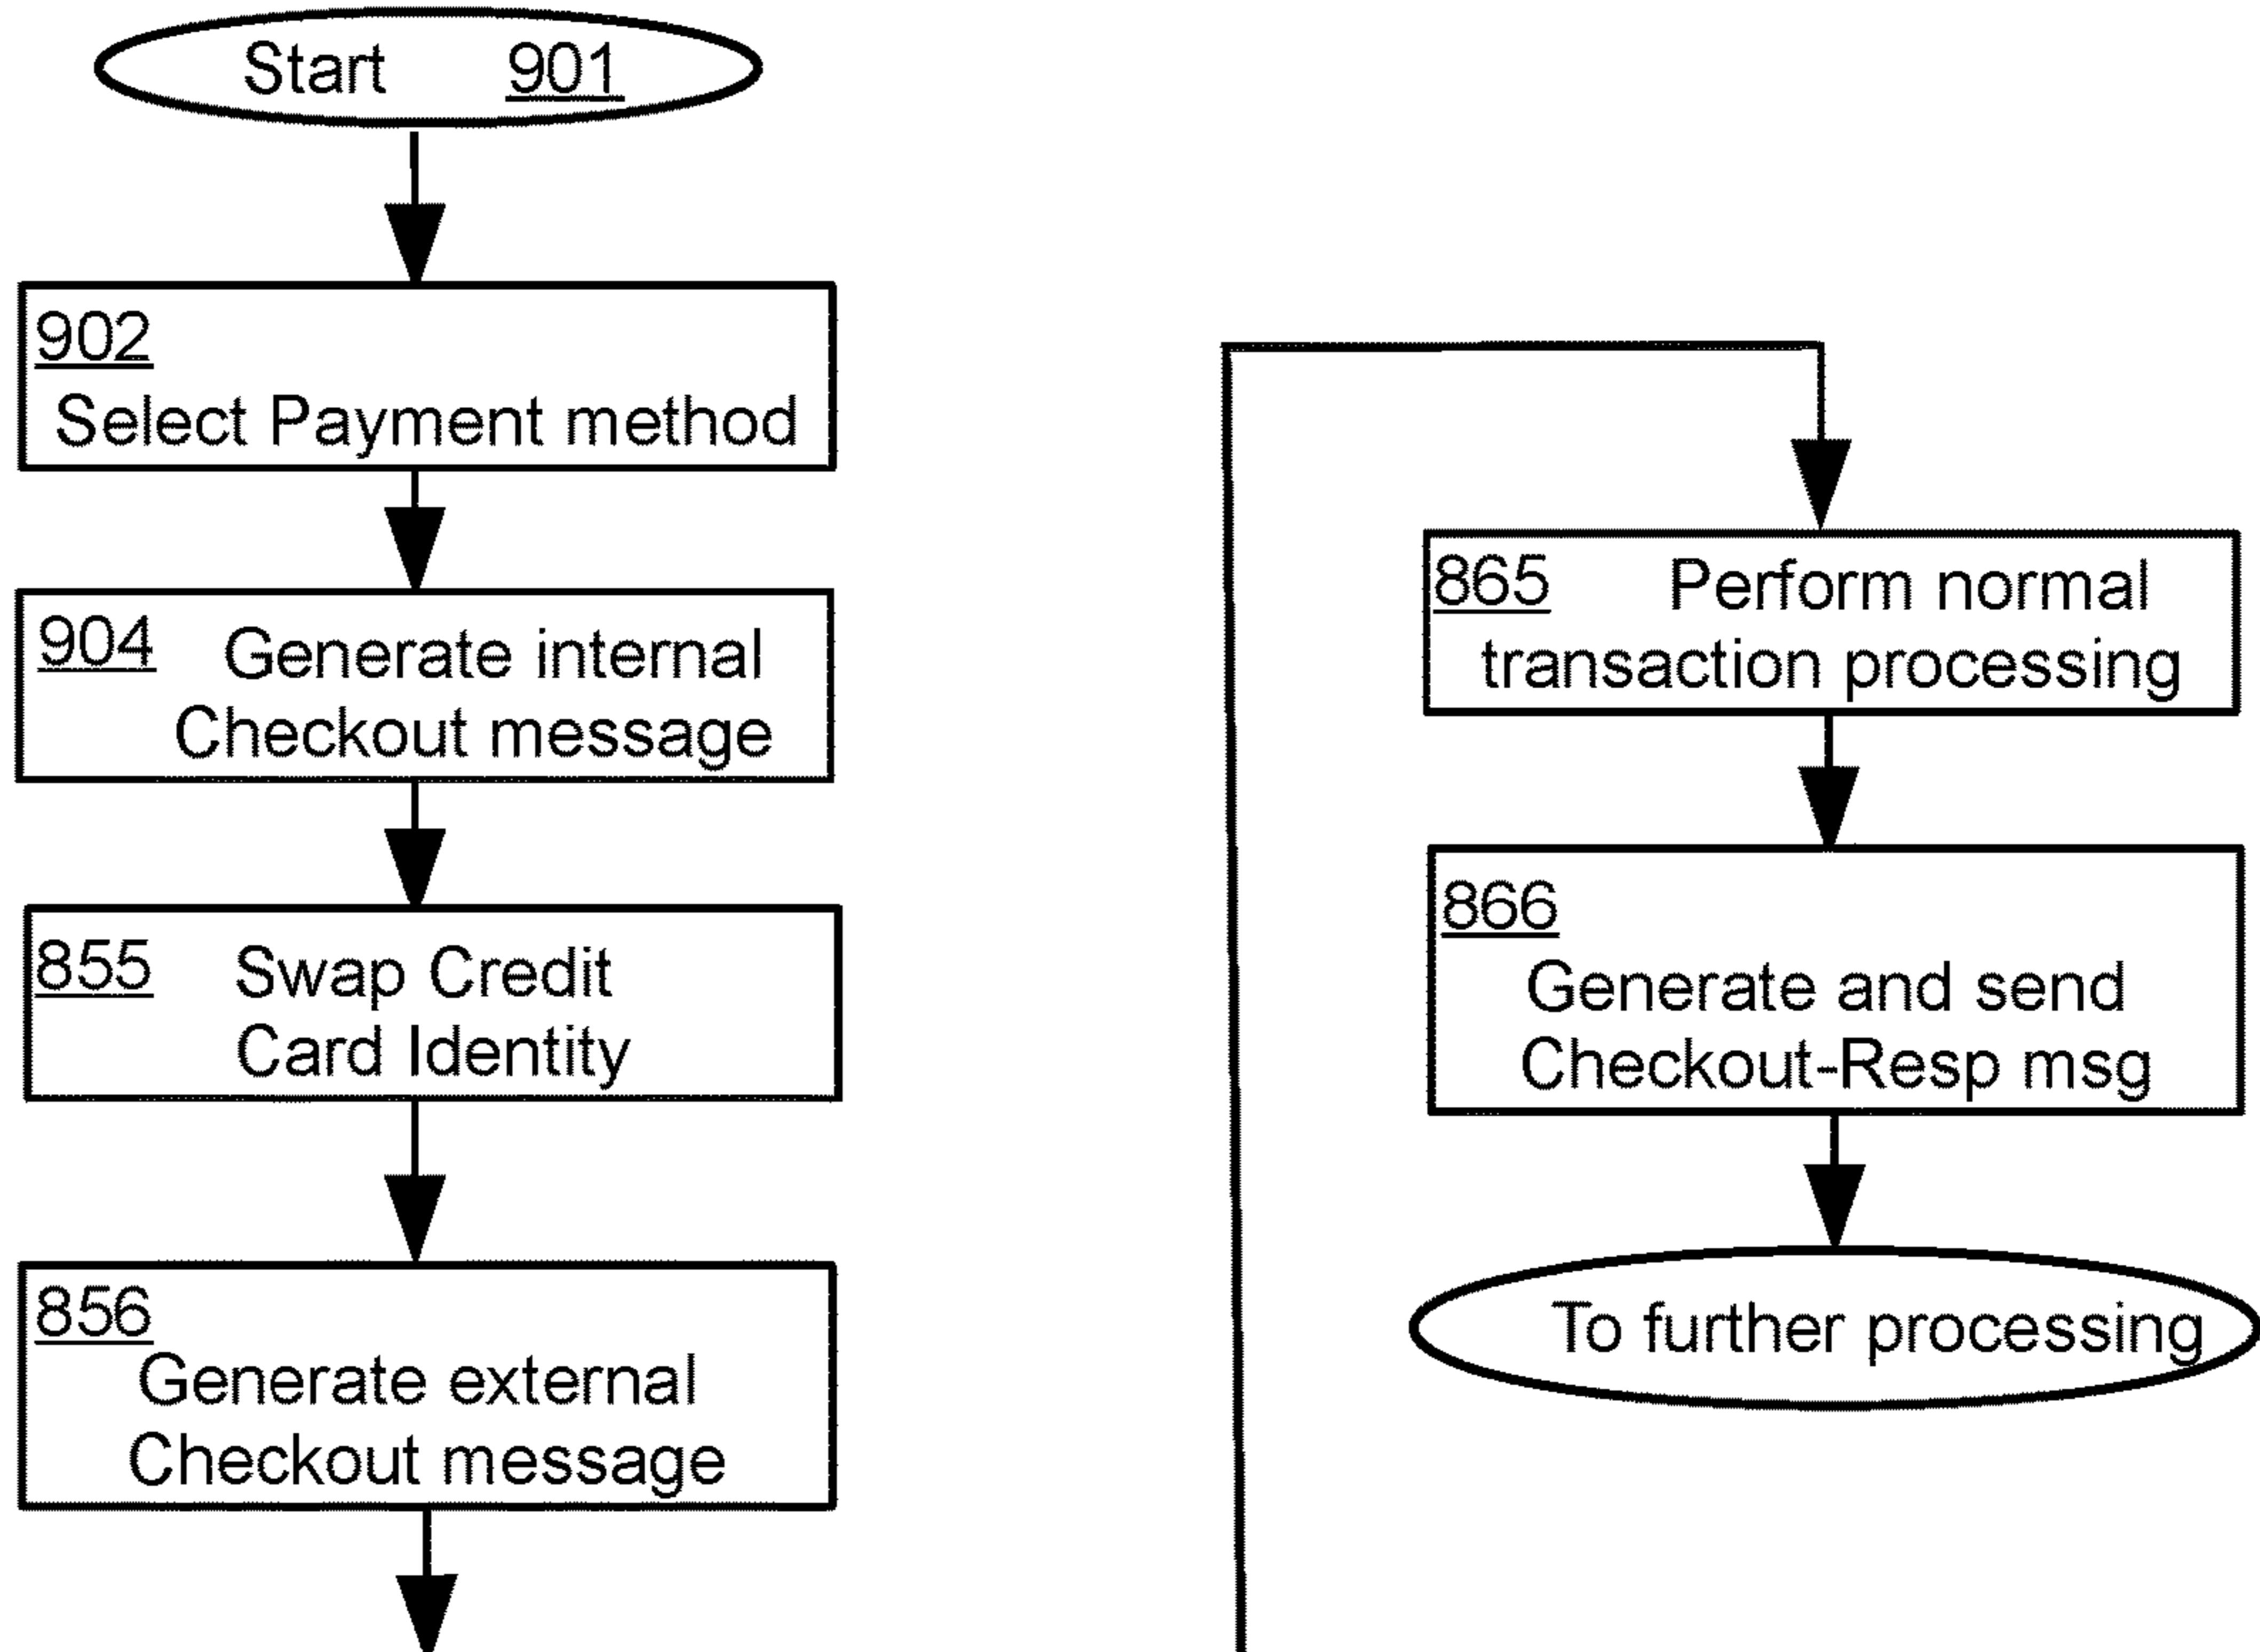 Start 901
902
Select Payment method
904 Generate internal
Checkout message
855 Swap Credit
Card Identity
856
Generate external
Checkout message
865 Perform normal
transaction processing
866
Generate and send
Checkout-Resp msg
To further processing